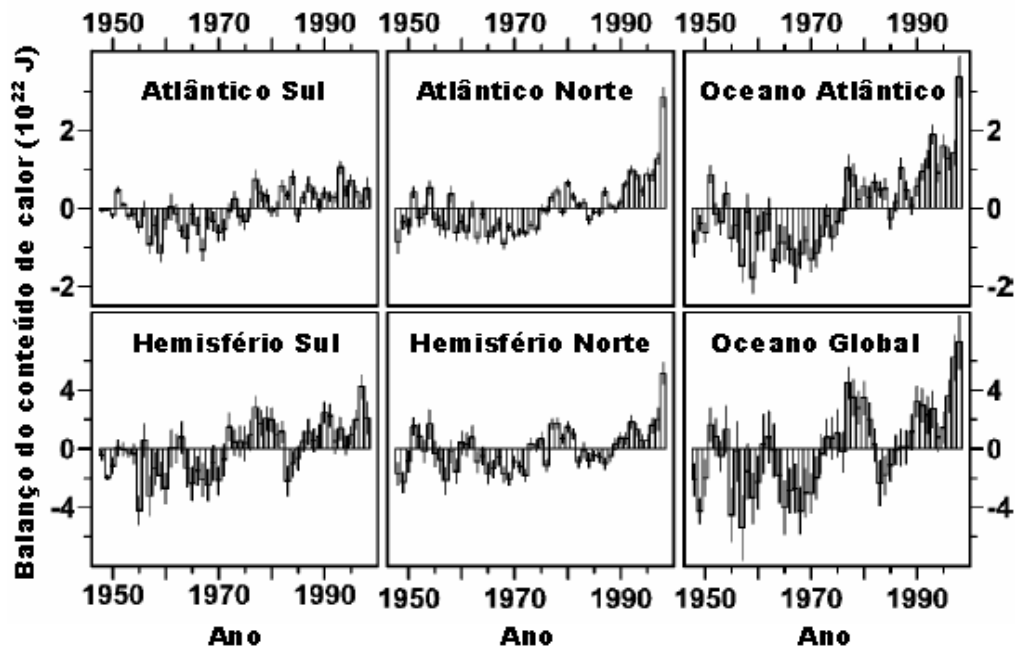 1950 1970 1990 1950 1970 1990 1950 1970 1990
Balanço do conteúdo de calor (10²² J)
Atlântico Sul Atlântico Norte Oceano Atlântico
2 2
0 0
-2 -2
Hemisfério Sul Hemisfério Norte Oceano Global
4 4
0 0
-4 -4
1950 1970 1990 1950 1970 1990 1950 1970 1990
Ano Ano Ano